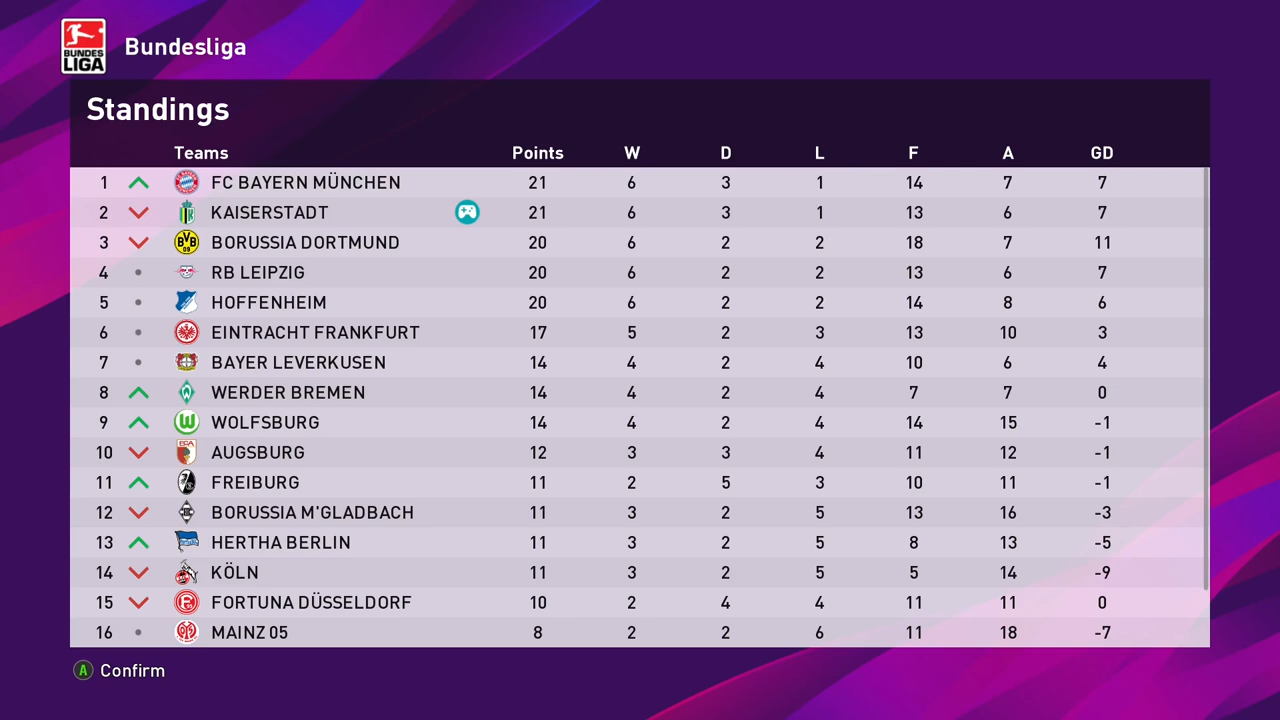 BUNDES
LIGA
Bundesliga
Standings
Teams Points W D L F A GD
1 FC BAYERN MÜNCHEN 21 6 3 1 14 7 7
2 KAISERSTADT 21 6 3 1 13 6 7
3 BVB 09 BORUSSIA DORTMUND 20 6 2 2 18 7 11
4 RB LEIPZIG 20 6 2 2 13 6 7
5 HOFFENHEIM 20 6 2 2 14 8 6
6 EINTRACHT FRANKFURT 17 5 2 3 13 10 3
7 BAYER LEVERKUSEN 14 4 2 4 10 6 4
8 W WERDER BREMEN 14 4 2 4 7 7 0
9 W WOLFSBURG 14 4 2 4 14 15 -1
10 FCA AUGSBURG 12 3 3 4 11 12 -1
11 FREIBURG 11 2 5 3 10 11 -1
12 BORUSSIA M'GLADBACH 11 3 2 5 13 16 -3
13 HERTHA BERLIN 11 3 2 5 8 13 -5
14 KÖLN 11 3 2 5 5 14 -9
15 FORTUNA DÜSSELDORF 10 2 4 4 11 11 0
16 MAINZ 05 8 2 2 6 11 18 -7
A Confirm